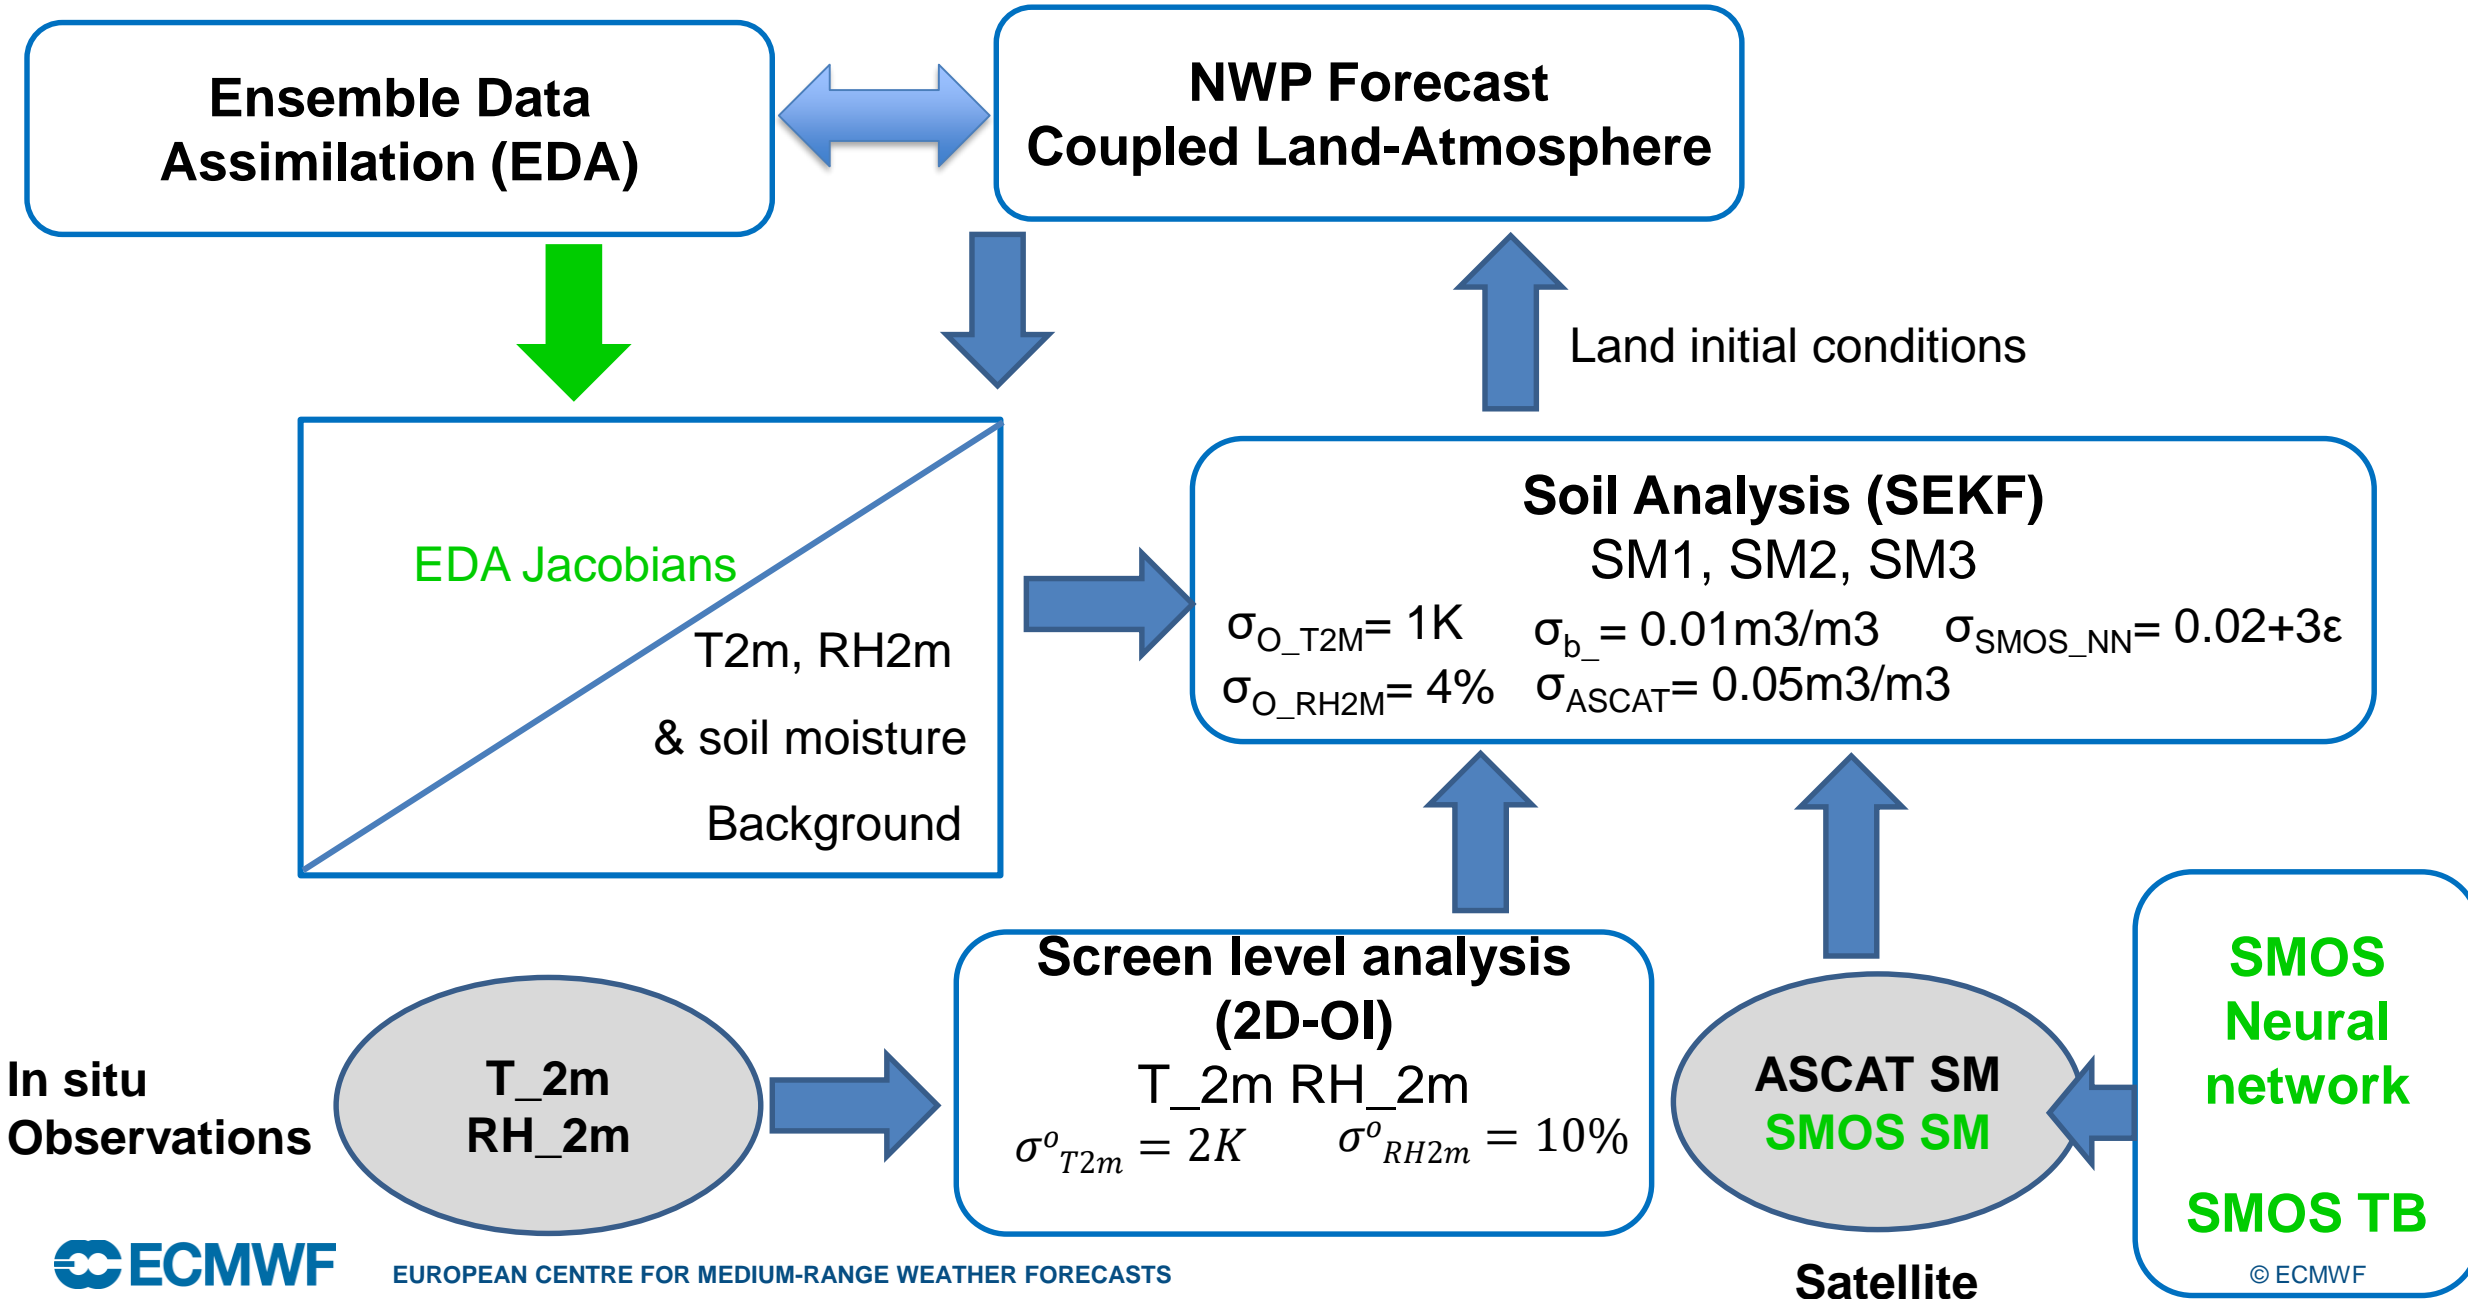 Ensemble Data
Assimilation (EDA)
NWP Forecast
Coupled Land-Atmosphere
Land initial conditions
EDA Jacobians
T2m, RH2m
& soil moisture
Background
Soil Analysis (SEKF)
SM1, SM2, SM3
σO_T2M= 1K σb_= 0.01m3/m3 σSMOS_NN= 0.02+3ε
σO_RH2M= 4% σASCAT= 0.05m3/m3
In situ
Observations
T_2m
RH_2m
Screen level analysis
(2D-OI)
T_2m RH_2m
σ^o_T2m = 2K σ^o_RH2m = 10%
ASCAT SM
SMOS SM
Satellite
SMOS
Neural
network
SMOS TB
ECMWF
EUROPEAN CENTRE FOR MEDIUM-RANGE WEATHER FORECASTS
© ECMWF